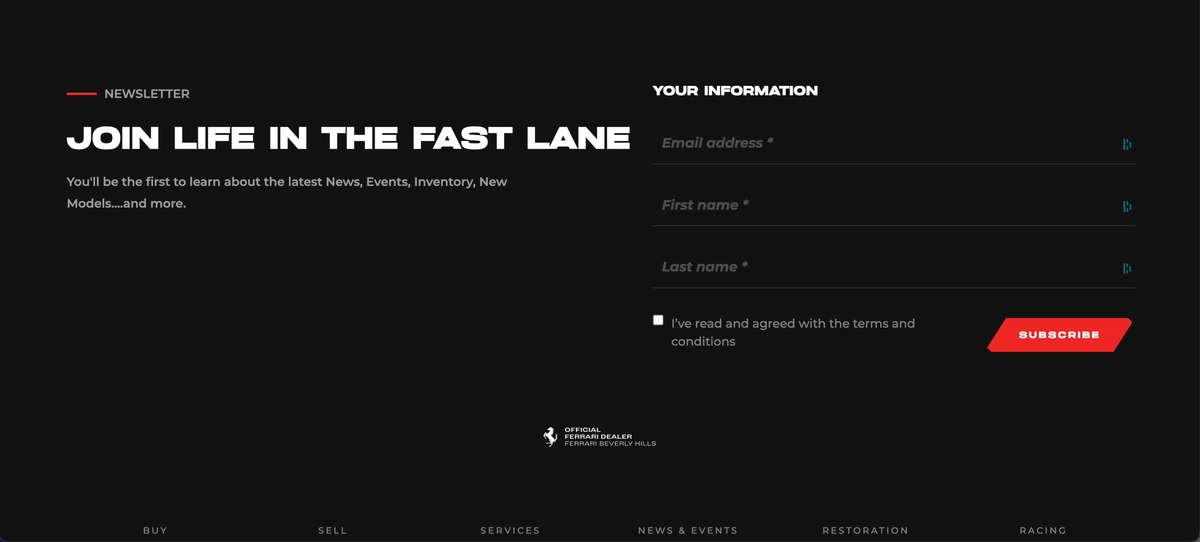 NEWSLETTER
JOIN LIFE IN THE FAST LANE
You'll be the first to learn about the latest News, Events, Inventory, New
Models....and more.
YOUR INFORMATION
Email address *
First name *
Last name *
I've read and agreed with the terms and
conditions
SUBSCRIBE
OFFICIAL
FERRARI DEALER
FERRARI BEVERLY HILLS
BUY
SELL
SERVICES
NEWS & EVENTS
RESTORATION
RACING